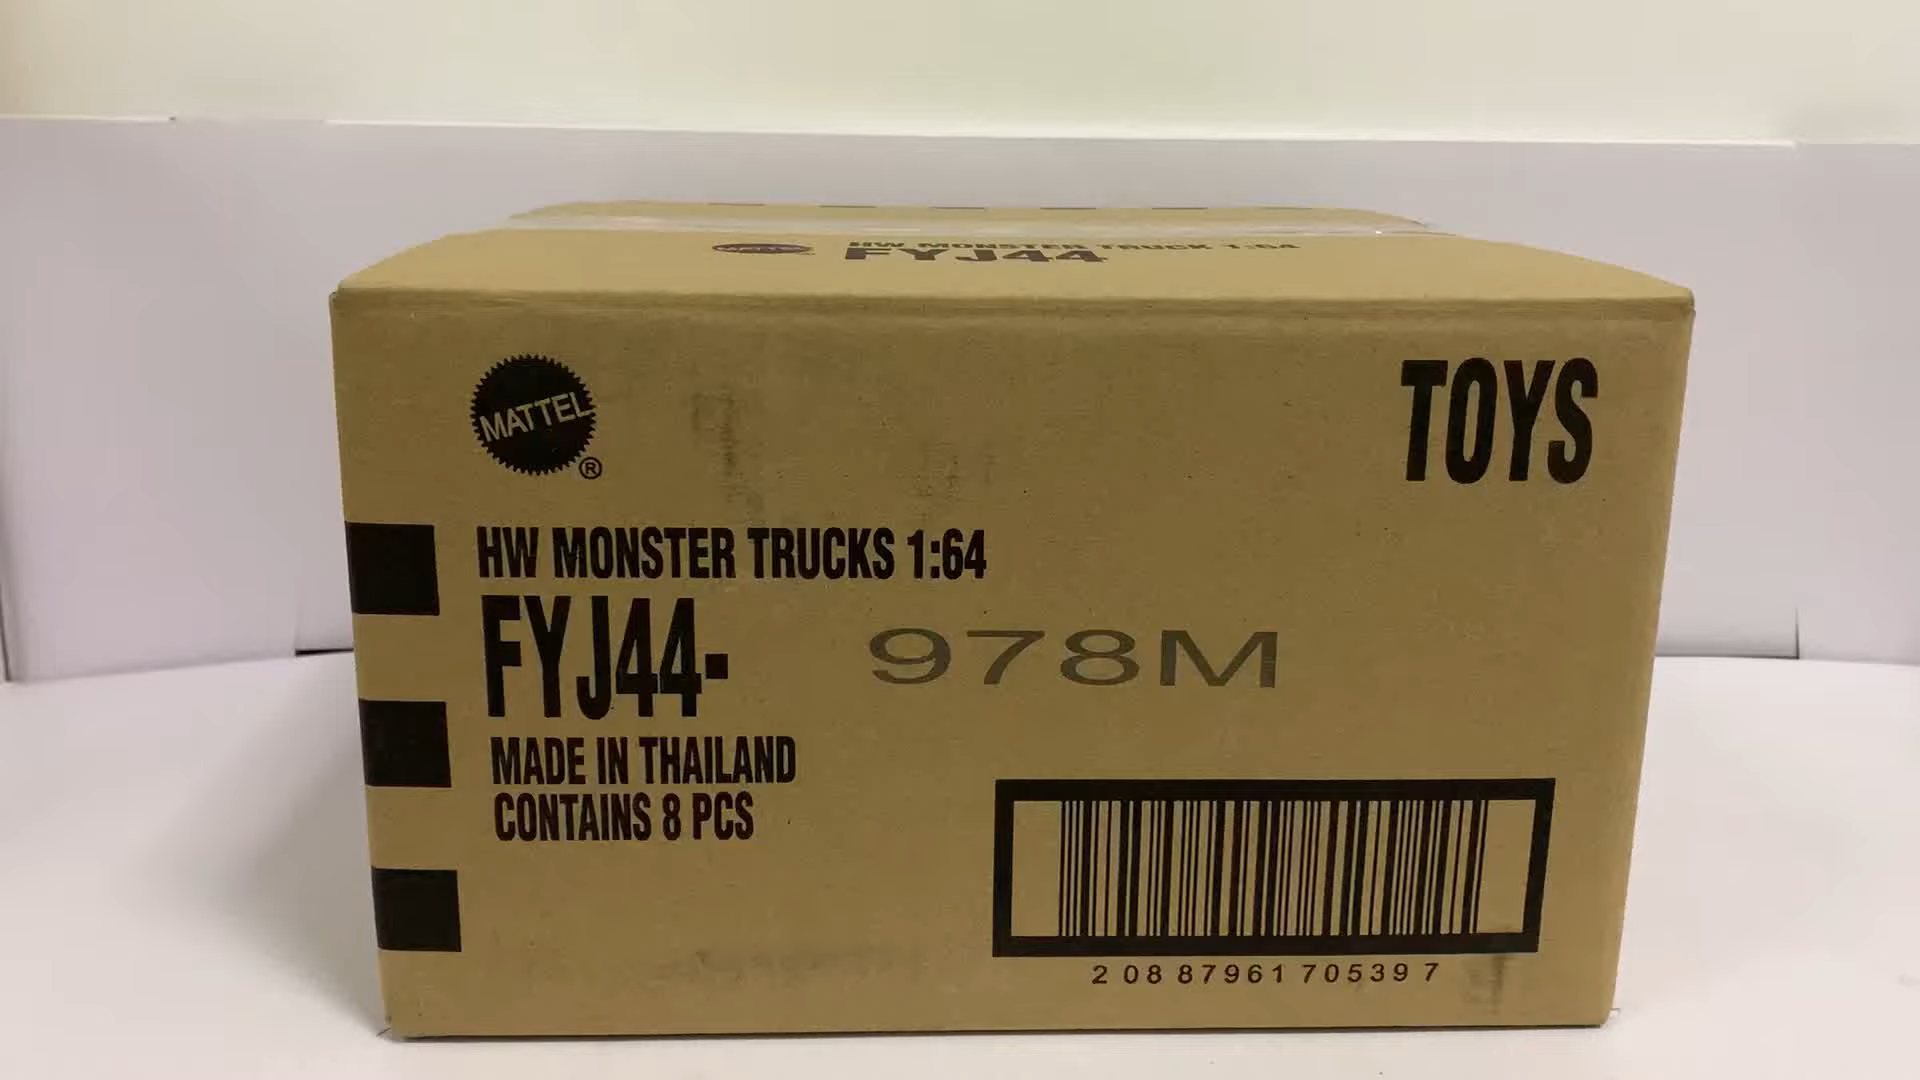 MATTEL
HW MONSTER TRUCK 1:64
FYJ44
MATTEL
®
TOYS
HW MONSTER TRUCKS 1:64
FYJ44- 978M
MADE IN THAILAND
CONTAINS 8 PCS
2 08 87961 70539 7